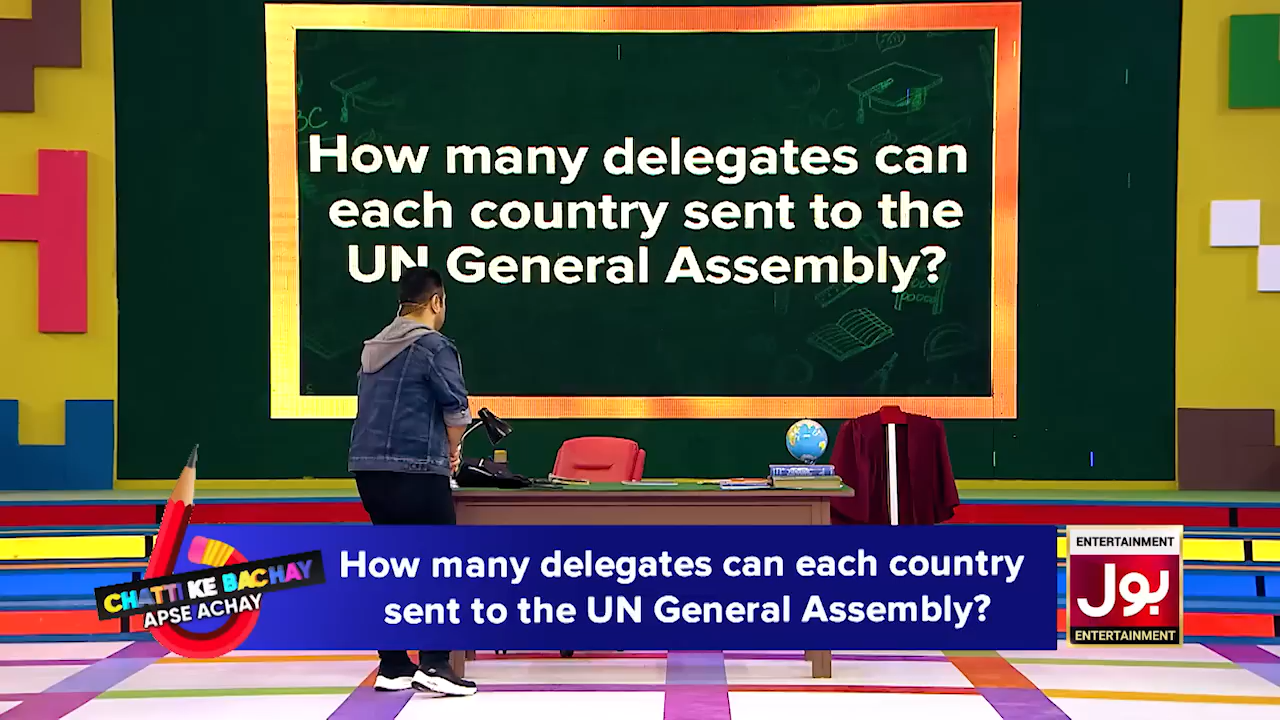 How many delegates can
each country sent to the
UN General Assembly?
CHATTI KE BACHAY
APSE ACHAY
How many delegates can each country
sent to the UN General Assembly?
ENTERTAINMENT
بول
ENTERTAINMENT